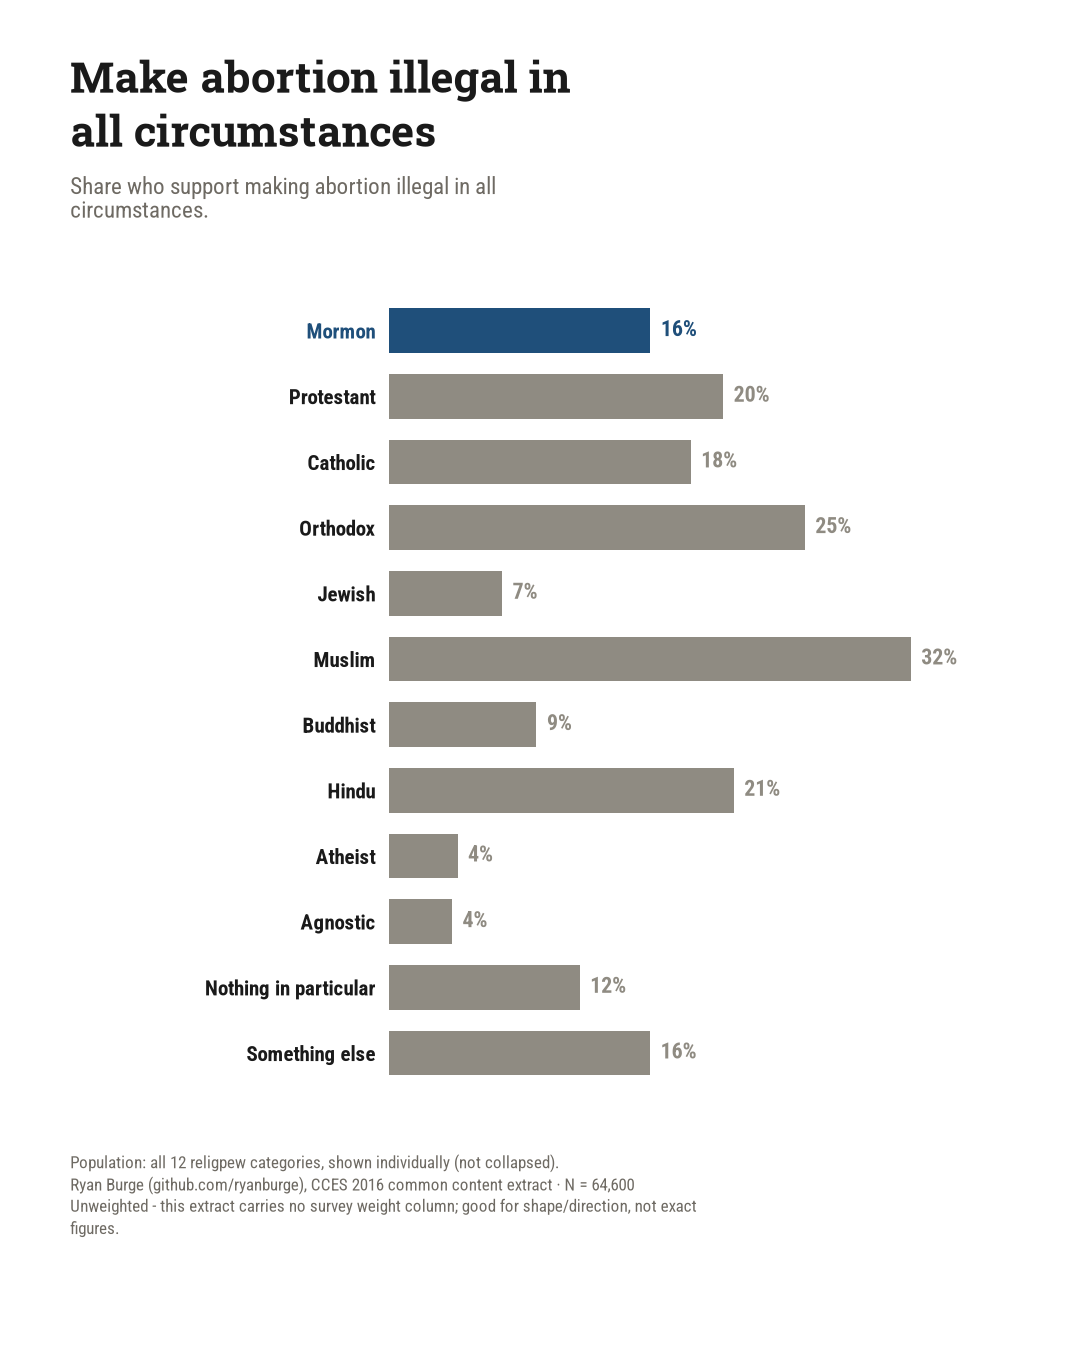 Make abortion illegal in
all circumstances
Share who support making abortion illegal in all
circumstances.
Mormon 16%
Protestant 20%
Catholic 18%
Orthodox 25%
Jewish 7%
Muslim 32%
Buddhist 9%
Hindu 21%
Atheist 4%
Agnostic 4%
Nothing in particular 12%
Something else 16%
Population: all 12 religpew categories, shown individually (not collapsed).
Ryan Burge (github.com/ryanburge), CCES 2016 common content extract · N = 64,600
Unweighted - this extract carries no survey weight column; good for shape/direction, not exact
figures.